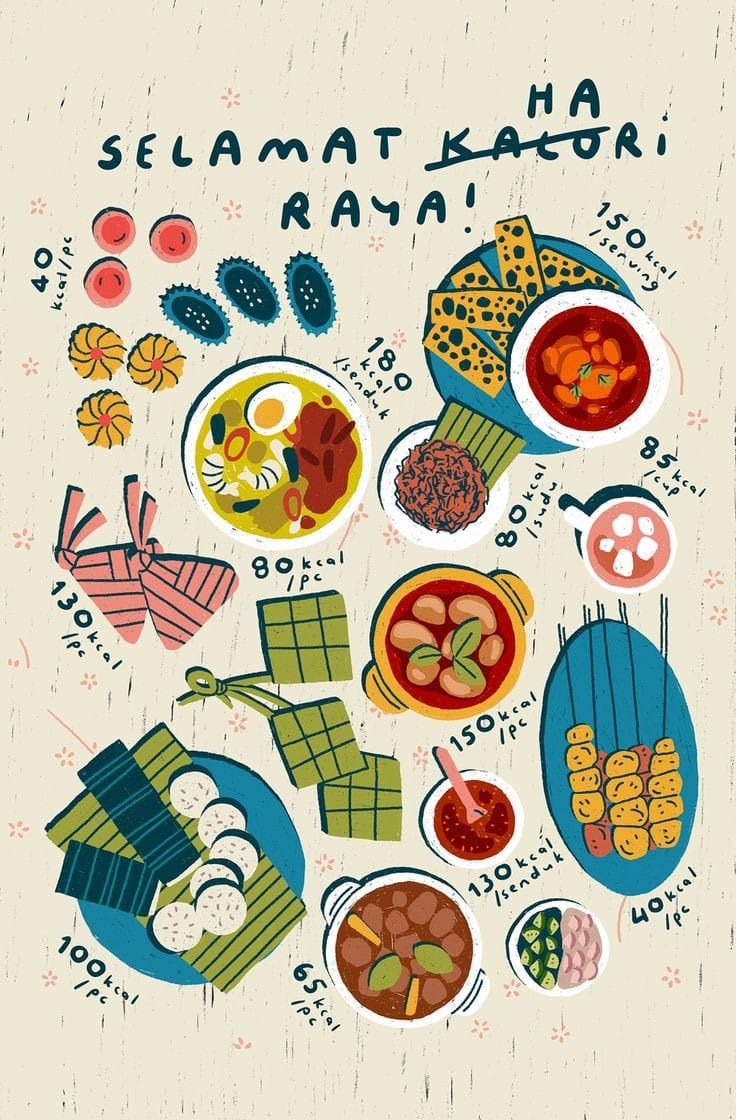 HA
SELAMAT KALORi
RAYA!
40
kcal/pc
150 kcal
/serving
180
kcal
/senduk
85 kcal
/cup
80 kcal
/sudu
80 kcal
/pc
130 kcal
/pc
150 kcal
/pc
130 kcal
/senduk
40 kcal
/pc
100 kcal
/pc
65 kcal
/pc